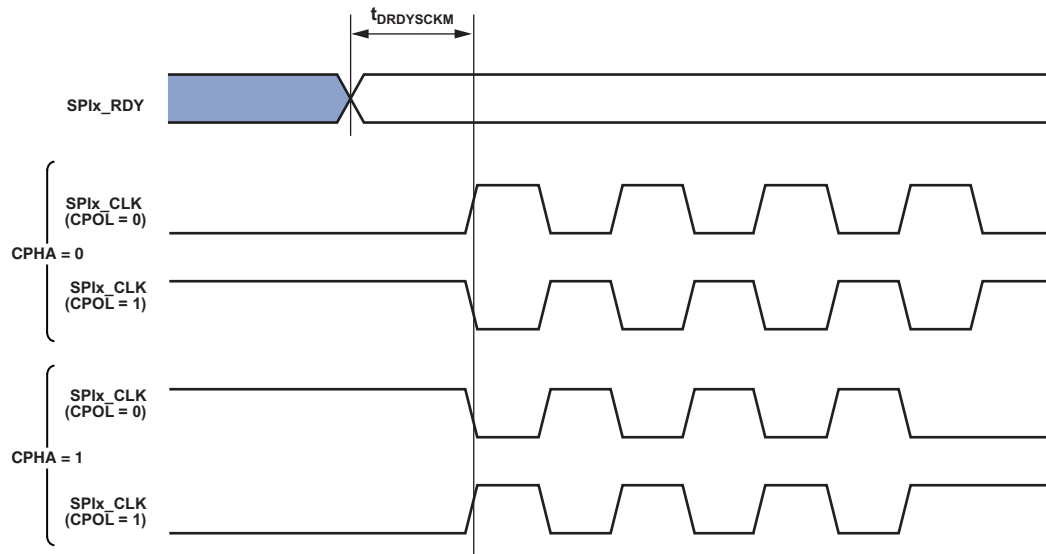 tDRDYSCKM
SPIx_RDY
SPIx_CLK
(CPOL = 0)
CPHA = 0
SPIx_CLK
(CPOL = 1)
SPIx_CLK
(CPOL = 0)
CPHA = 1
SPIx_CLK
(CPOL = 1)